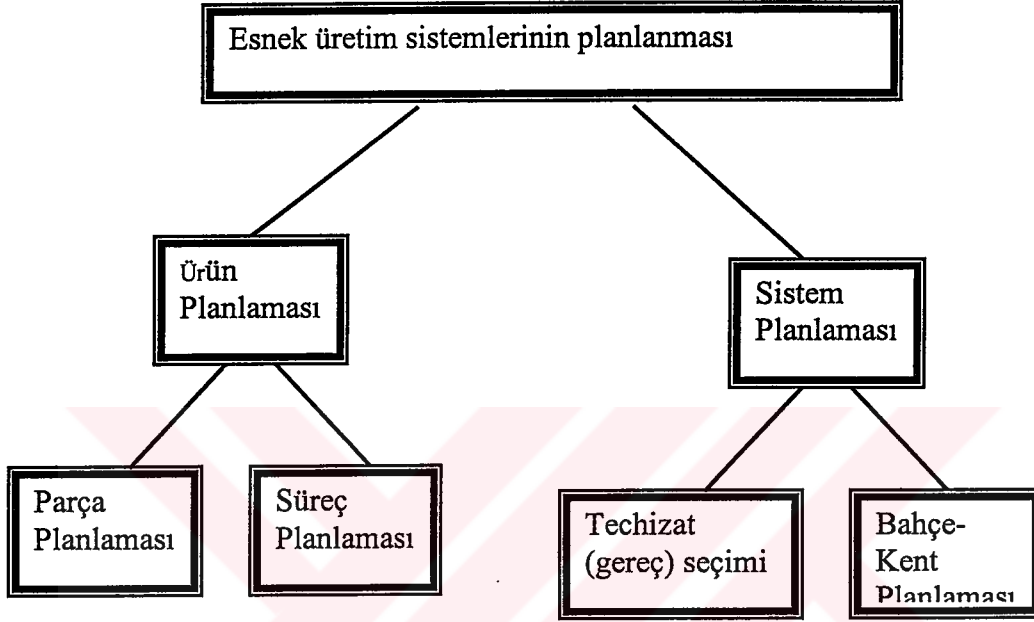 Esnek üretim sistemlerinin planlanması
Ürün
Planlaması
Sistem
Planlaması
Parça
Planlaması
Süreç
Planlaması
Techizat
(gereç) seçimi
Bahçe-
Kent
Planlaması